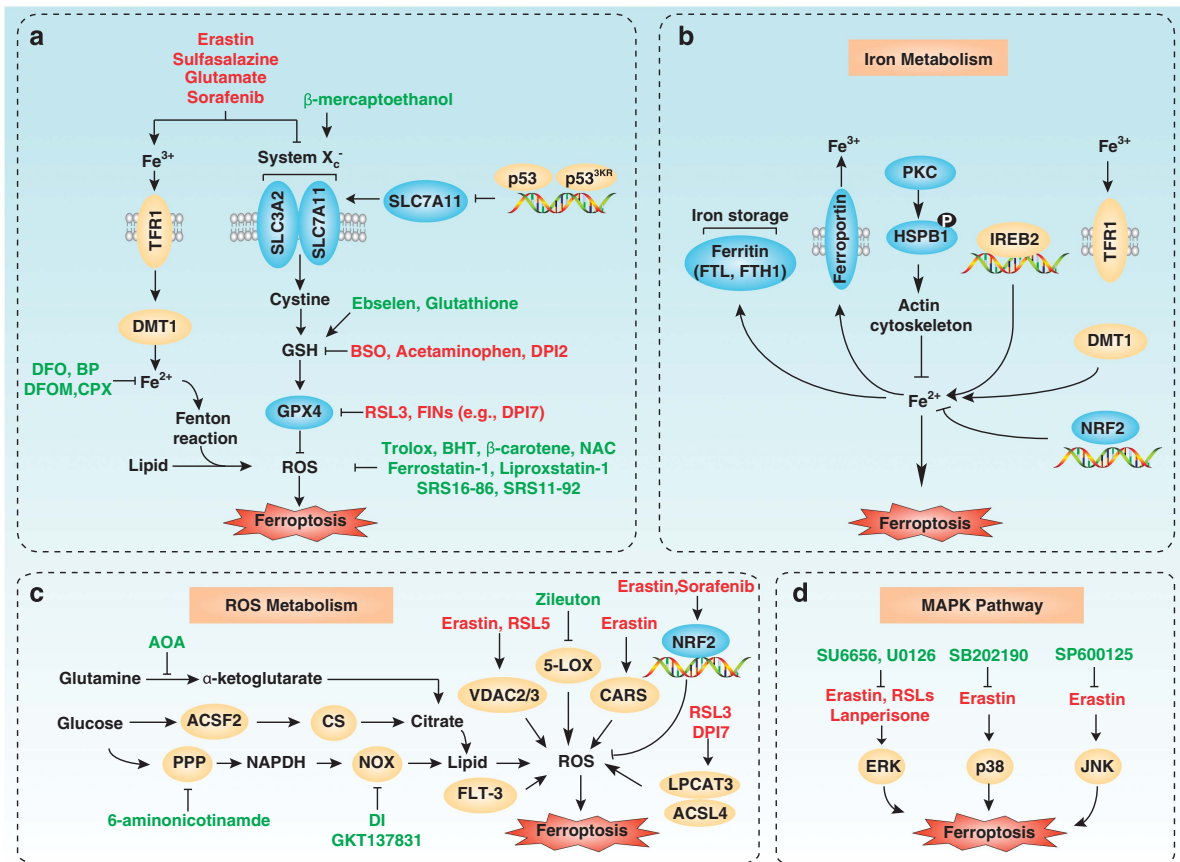 a
Erastin
Sulfasalazine
Glutamate
Sorafenib
β-mercaptoethanol
Fe3+
System Xc-
TFR1
SLC3A2
SLC7A11
SLC7A11
p53
p533KR
Cystine
Ebselen, Glutathione
DMT1
GSH
BSO, Acetaminophen, DPI2
DFO, BP
DFOM,CPX
Fe2+
GPX4
RSL3, FINs (e.g., DPI7)
Fenton
reaction
Lipid
ROS
Trolox, BHT, β-carotene, NAC
Ferrostatin-1, Liproxstatin-1
SRS16-86, SRS11-92
Ferroptosis
b
Iron Metabolism
Fe3+
Fe3+
PKC
Iron storage
Ferritin
(FTL, FTH1)
Ferroportin
P
HSPB1
IREB2
TFR1
Actin
cytoskeleton
DMT1
Fe2+
NRF2
Ferroptosis
c
ROS Metabolism
AOA
Glutamine
α-ketoglutarate
Glucose
ACSF2
CS
Citrate
PPP
NAPDH
NOX
Lipid
ROS
6-aminonicotinamde
DI
GKT137831
FLT-3
Erastin, RSL5
VDAC2/3
Zileuton
5-LOX
Erastin
CARS
Erastin,Sorafenib
NRF2
RSL3
DPI7
LPCAT3
ACSL4
Ferroptosis
d
MAPK Pathway
SU6656, U0126
SB202190
SP600125
Erastin, RSLs
Lanperisone
Erastin
Erastin
ERK
p38
JNK
Ferroptosis